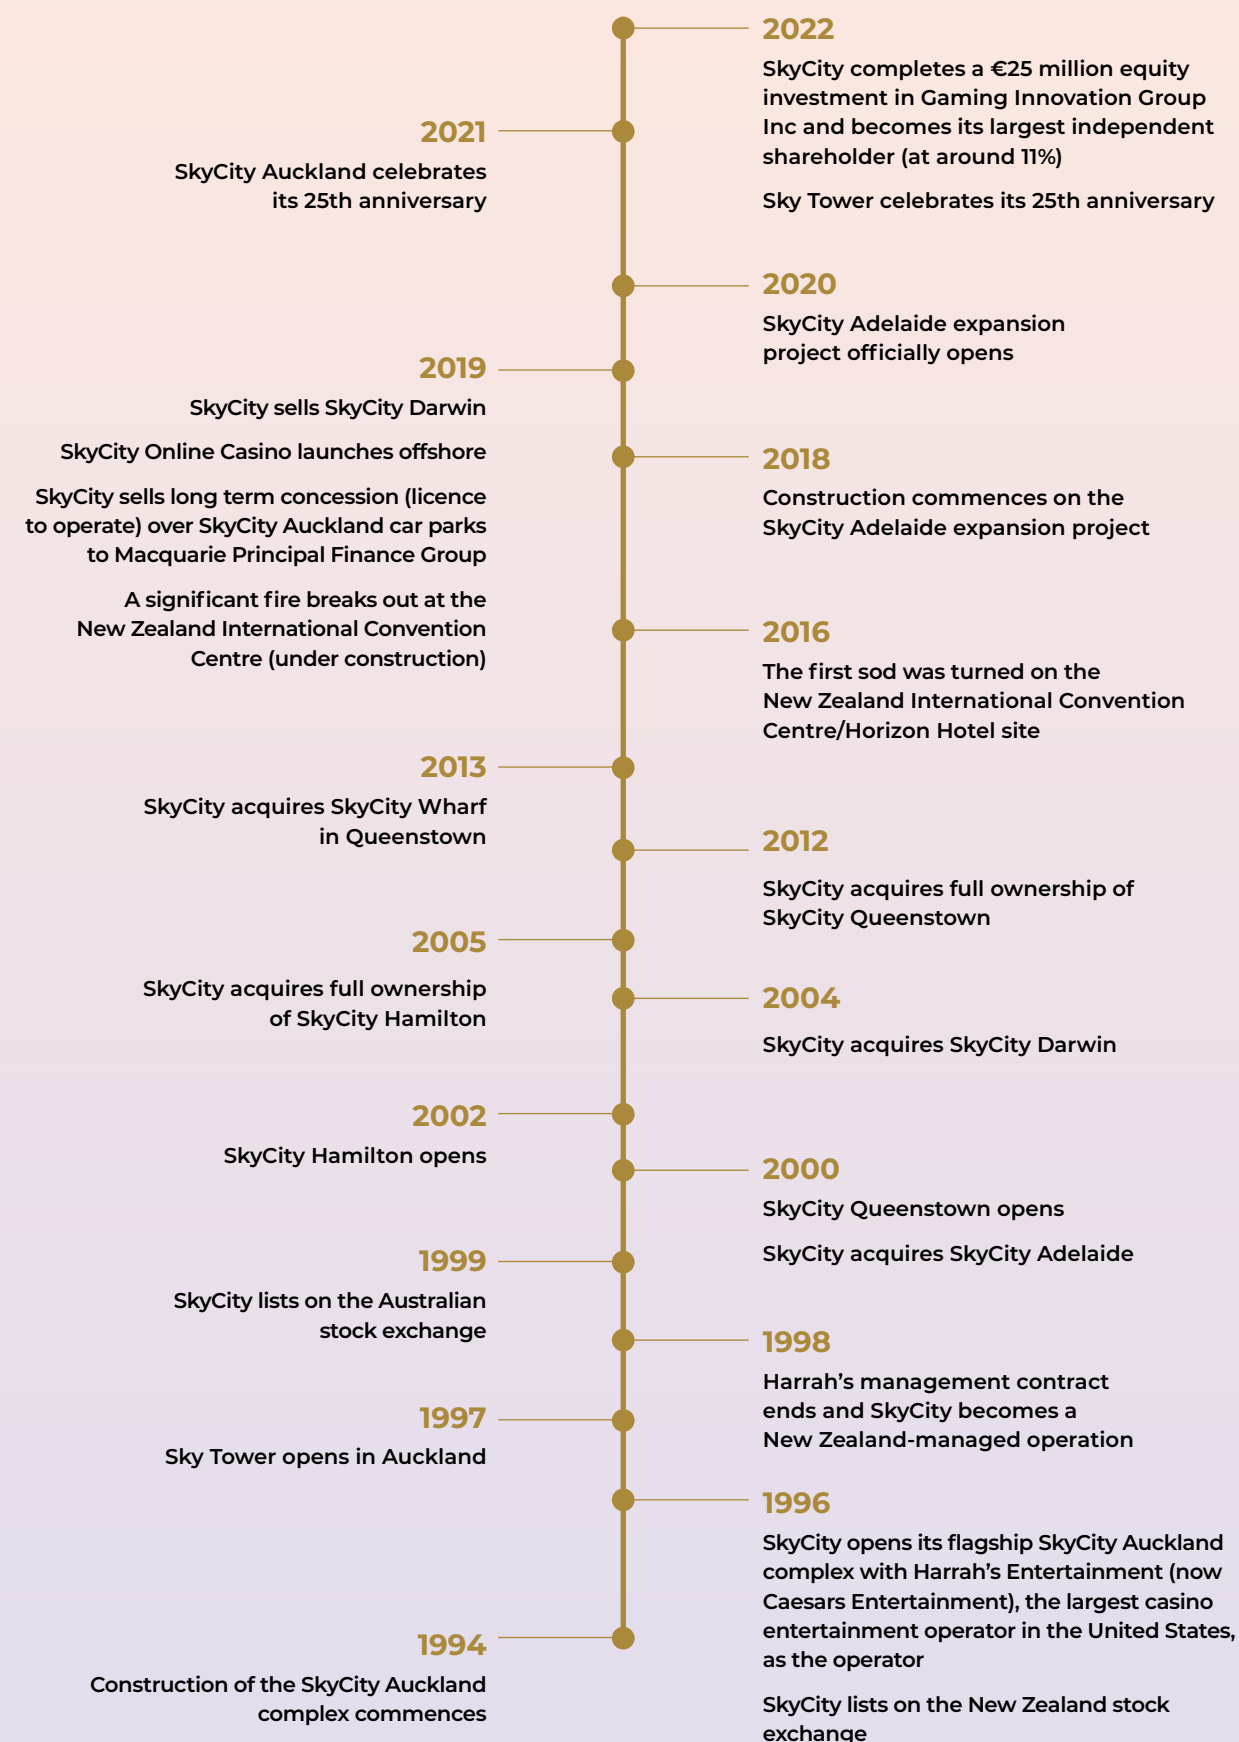 2022
SkyCity completes a €25 million equity
investment in Gaming Innovation Group
Inc and becomes its largest independent
shareholder (at around 11%)
Sky Tower celebrates its 25th anniversary
2021
SkyCity Auckland celebrates
its 25th anniversary
2020
SkyCity Adelaide expansion
project officially opens
2019
SkyCity sells SkyCity Darwin
SkyCity Online Casino launches offshore
SkyCity sells long term concession (licence
to operate) over SkyCity Auckland car parks
to Macquarie Principal Finance Group
A significant fire breaks out at the
New Zealand International Convention
Centre (under construction)
2018
Construction commences on the
SkyCity Adelaide expansion project
2016
The first sod was turned on the
New Zealand International Convention
Centre/Horizon Hotel site
2013
SkyCity acquires SkyCity Wharf
in Queenstown
2012
SkyCity acquires full ownership of
SkyCity Queenstown
2005
SkyCity acquires full ownership
of SkyCity Hamilton
2004
SkyCity acquires SkyCity Darwin
2002
SkyCity Hamilton opens
2000
SkyCity Queenstown opens
SkyCity acquires SkyCity Adelaide
1999
SkyCity lists on the Australian
stock exchange
1998
Harrah’s management contract
ends and SkyCity becomes a
New Zealand-managed operation
1997
Sky Tower opens in Auckland
1996
SkyCity opens its flagship SkyCity Auckland
complex with Harrah’s Entertainment (now
Caesars Entertainment), the largest casino
entertainment operator in the United States,
as the operator
SkyCity lists on the New Zealand stock
exchange
1994
Construction of the SkyCity Auckland
complex commences